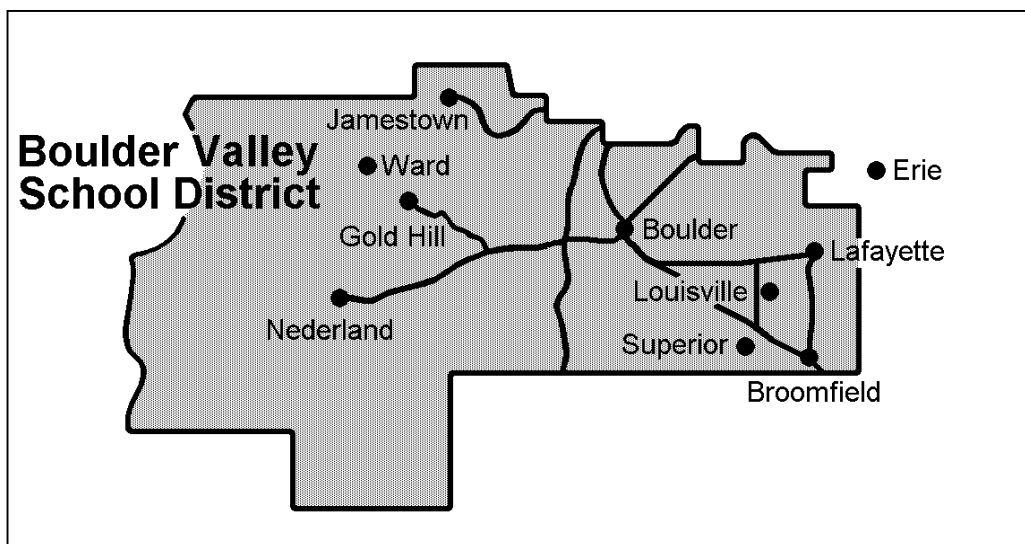 Jamestown
Boulder Valley
School District
Ward
Erie
Gold Hill
Boulder
Lafayette
Louisville
Nederland
Superior
Broomfield